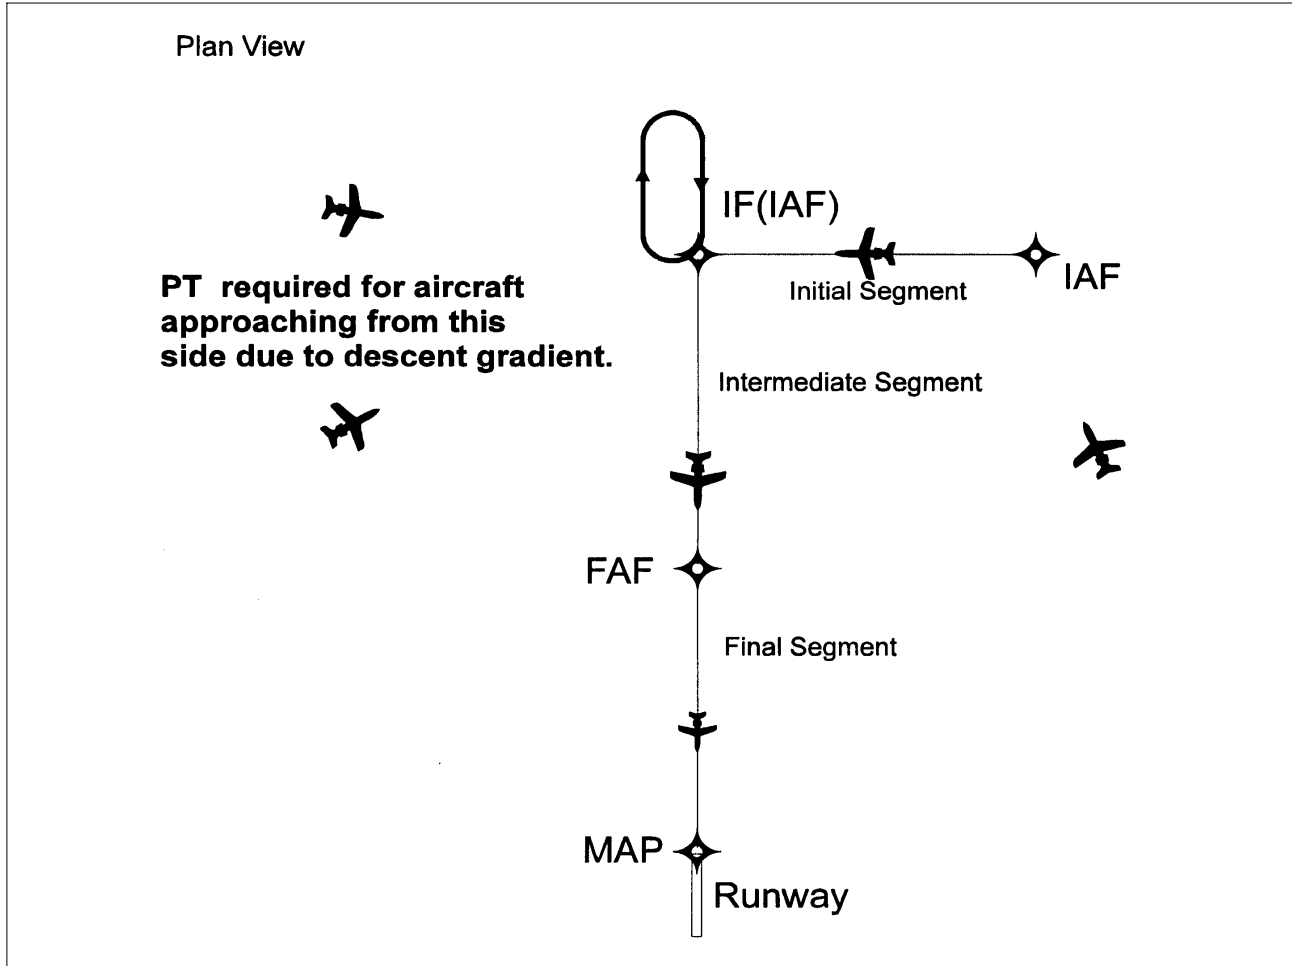 Plan View
IF(IAF)
IAF
Initial Segment
PT  required for aircraft
approaching from this
side due to descent gradient.
Intermediate Segment
FAF
Final Segment
MAP
Runway